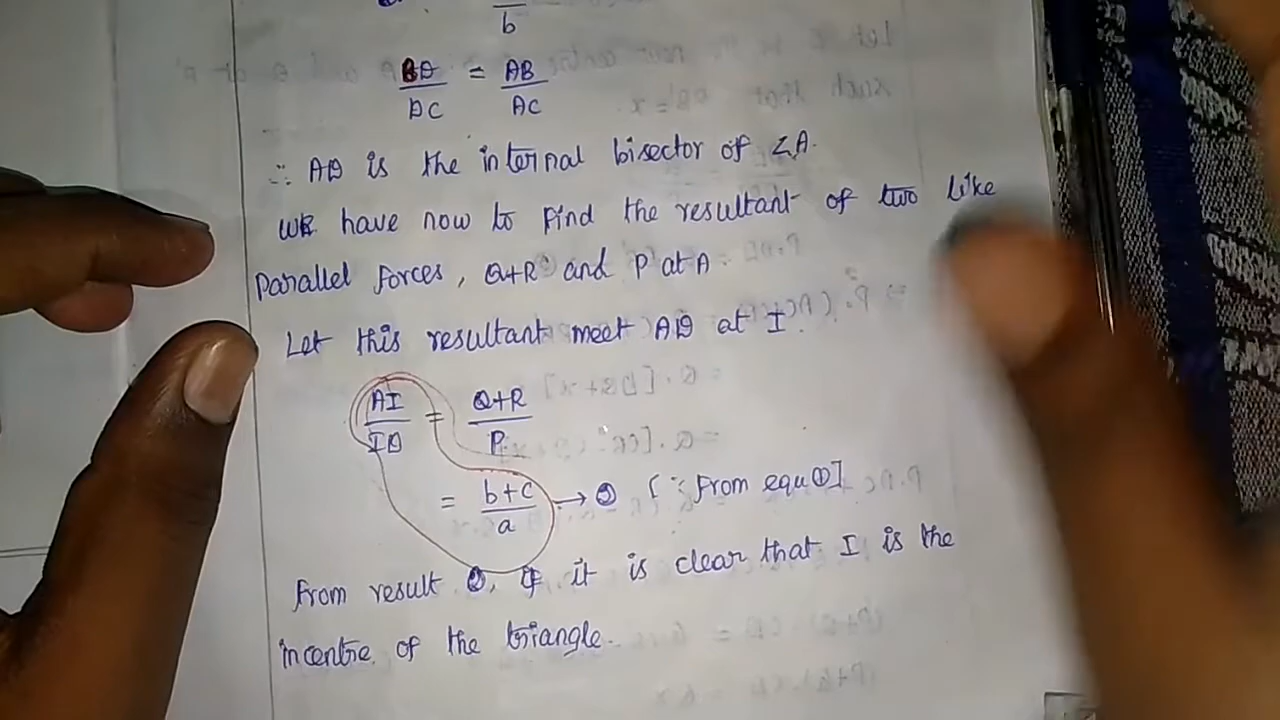 b
BD = AB
DC AC
∴ AD is the internal bisector of ∠A.
We have now to find the resultant of two like
parallel forces, Q+R and P at A.
Let this resultant meet AD at I.
AI = Q+R
ID P
= b+c → ② [∵ from equ ①]
a
From result ②, if it is clear that I is the
incentre of the triangle.